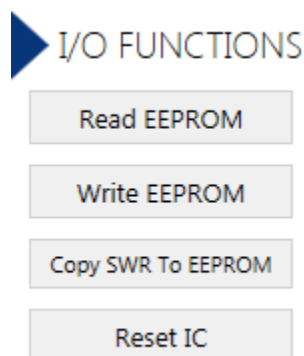 I/O FUNCTIONS
Read EEPROM
Write EEPROM
Copy SWR To EEPROM
Reset IC